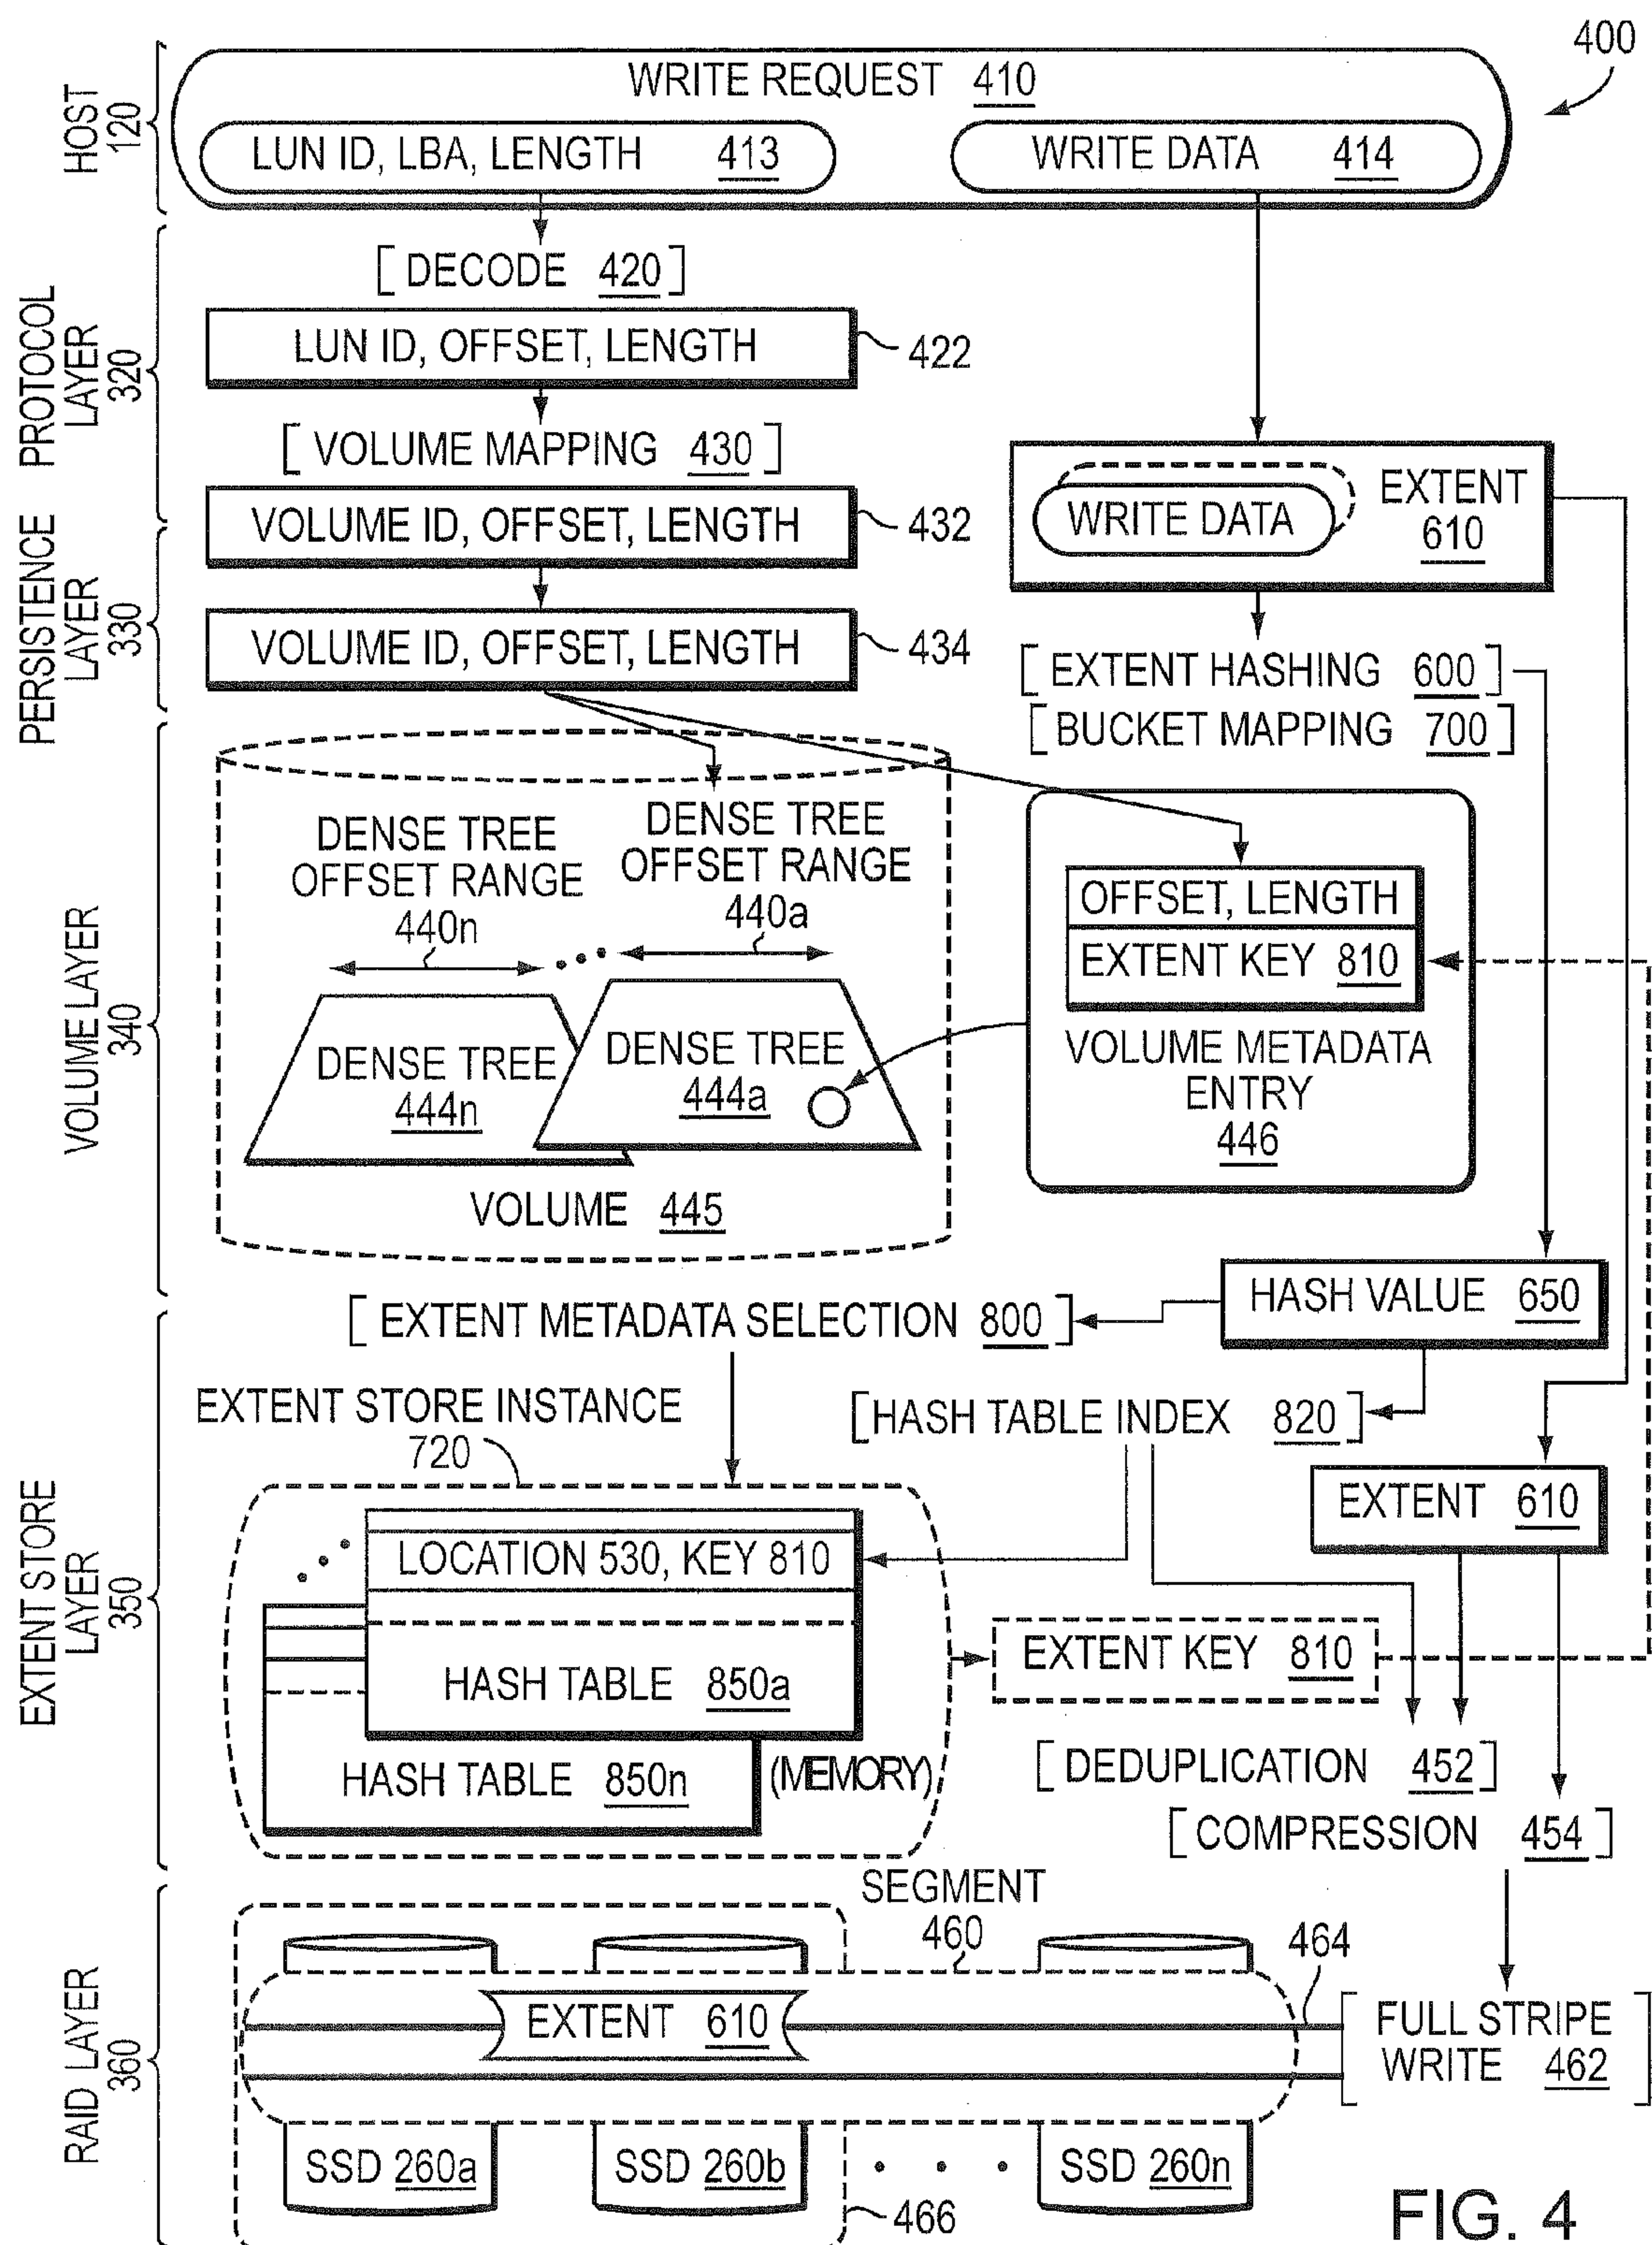 400
WRITE REQUEST 410
LUN ID, LBA, LENGTH 413
WRITE DATA 414
HOST
120
[DECODE 420]
LUN ID, OFFSET, LENGTH
422
PROTOCOL
LAYER
320
[VOLUME MAPPING 430]
WRITE DATA
EXTENT
610
VOLUME ID, OFFSET, LENGTH
432
VOLUME ID, OFFSET, LENGTH
434
PERSISTENCE
LAYER
330
[EXTENT HASHING 600]
[BUCKET MAPPING 700]
DENSE TREE
OFFSET RANGE
440n
DENSE TREE
OFFSET RANGE
440a
DENSE TREE
444n
DENSE TREE
444a
VOLUME 445
OFFSET, LENGTH
EXTENT KEY 810
VOLUME METADATA
ENTRY
446
VOLUME LAYER
340
HASH VALUE 650
[EXTENT METADATA SELECTION 800]
EXTENT STORE INSTANCE
720
[HASH TABLE INDEX 820]
EXTENT 610
LOCATION 530, KEY 810
HASH TABLE 850a
HASH TABLE 850n
(MEMORY)
EXTENT KEY 810
EXTENT STORE
LAYER
350
[DEDUPLICATION 452]
[COMPRESSION 454]
SEGMENT
460
464
EXTENT 610
[FULL STRIPE
WRITE 462]
RAID LAYER
360
SSD 260a
SSD 260b
. . .
SSD 260n
466
FIG. 4